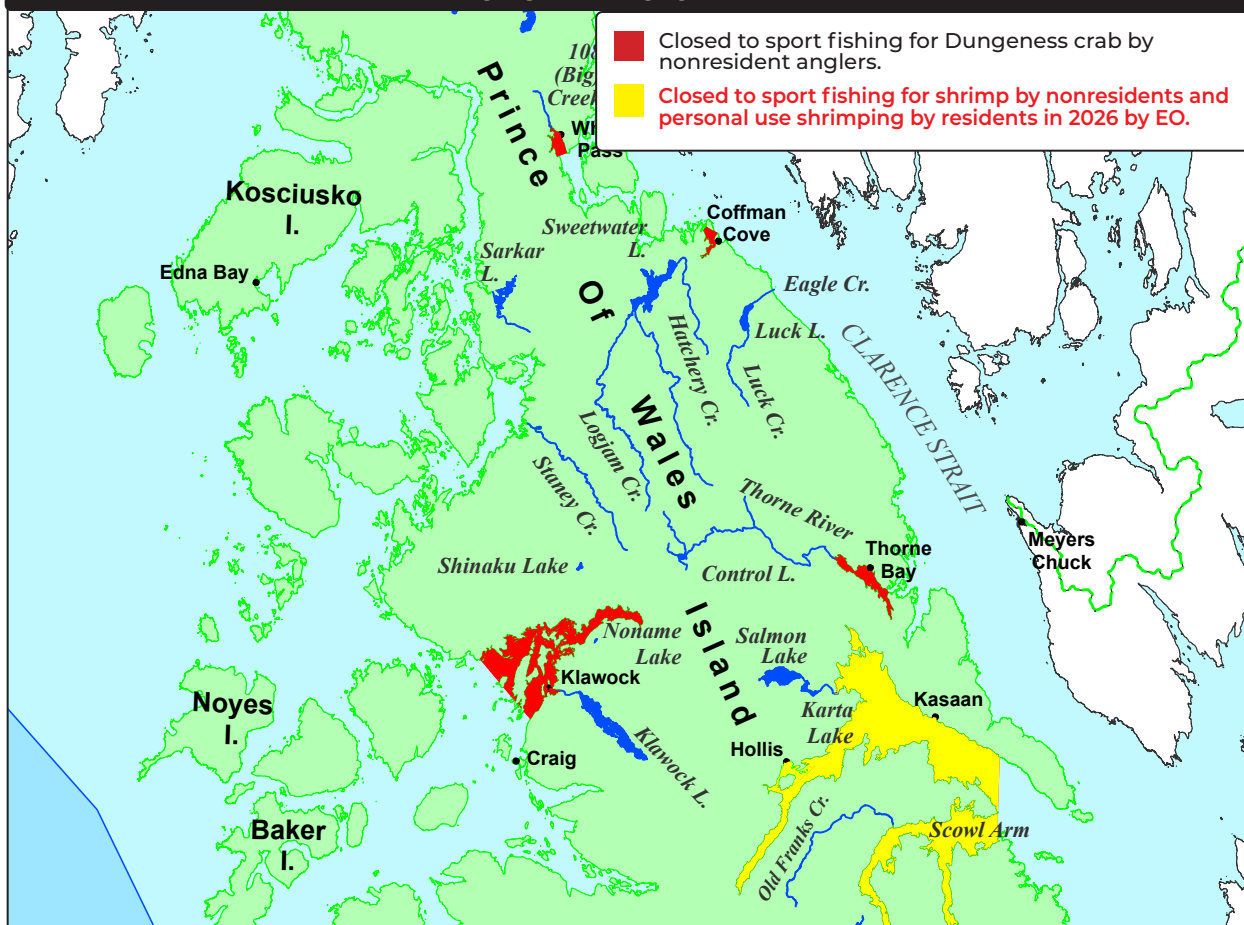 Closed to sport fishing for Dungeness crab by
nonresident anglers.
Closed to sport fishing for shrimp by nonresidents and
personal use shrimping by residents in 2026 by EO.
(Big
Creek
Pass
Prince
Of
Wales
Island
Kosciusko
I.
Edna Bay
Sarkar
L.
Sweetwater
L.
Coffman
Cove
Eagle Cr.
Luck L.
Hatchery Cr.
Luck Cr.
CLARENCE STRAIT
Logjam Cr.
Staney Cr.
Thorne River
Thorne
Bay
Meyers
Chuck
Shinaku Lake
Control L.
Noname
Lake
Salmon
Lake
Klawock
Noyes
I.
Karta
Lake
Kasaan
Hollis
Craig
Klawock L.
Baker
I.
Old Franks Cr.
Scowl Arm